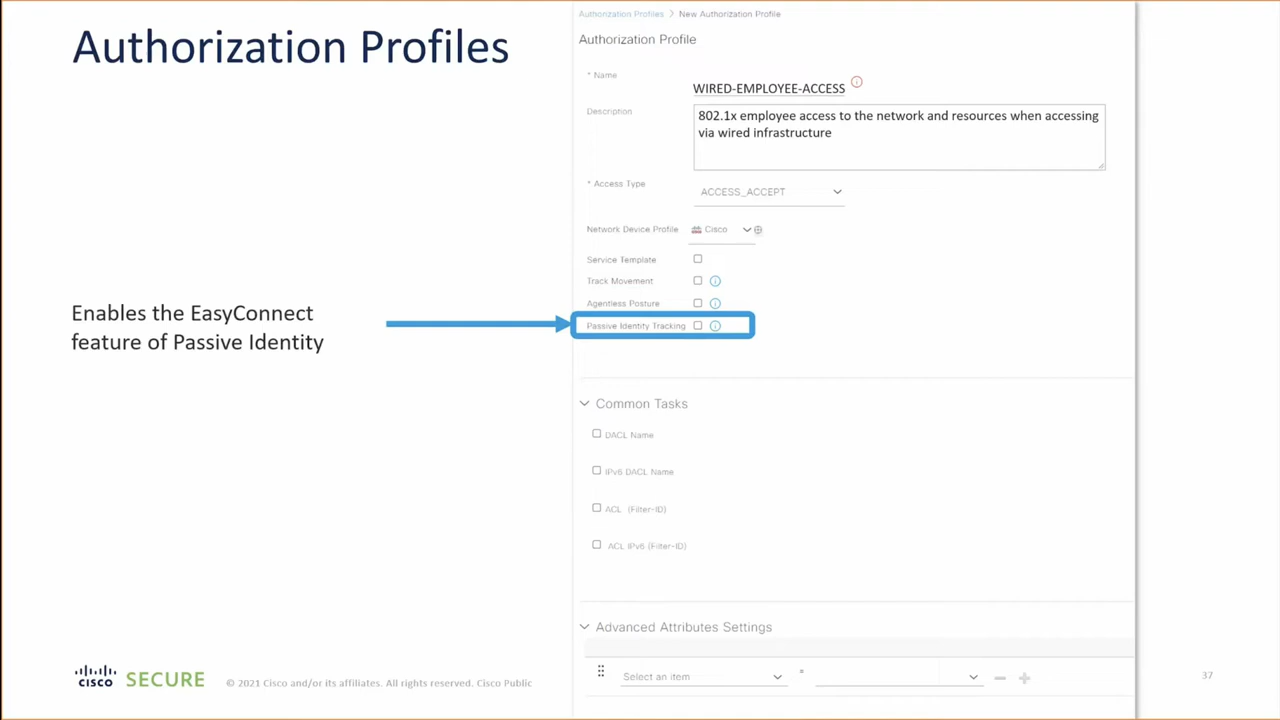 Authorization Profiles
Authorization Profiles > New Authorization Profile
Authorization Profile
* Name
WIRED-EMPLOYEE-ACCESS
Description
802.1x employee access to the network and resources when accessing
via wired infrastructure
* Access Type
ACCESS_ACCEPT
Network Device Profile
Cisco
Service Template
Track Movement
Agentless Posture
Passive Identity Tracking
Enables the EasyConnect
feature of Passive Identity
Common Tasks
DACL Name
IPv6 DACL Name
ACL (Filter-ID)
ACL IPv6 (Filter-ID)
Advanced Attributes Settings
Select an item
=
CISCO SECURE
© 2021 Cisco and/or its affiliates. All rights reserved. Cisco Public
37